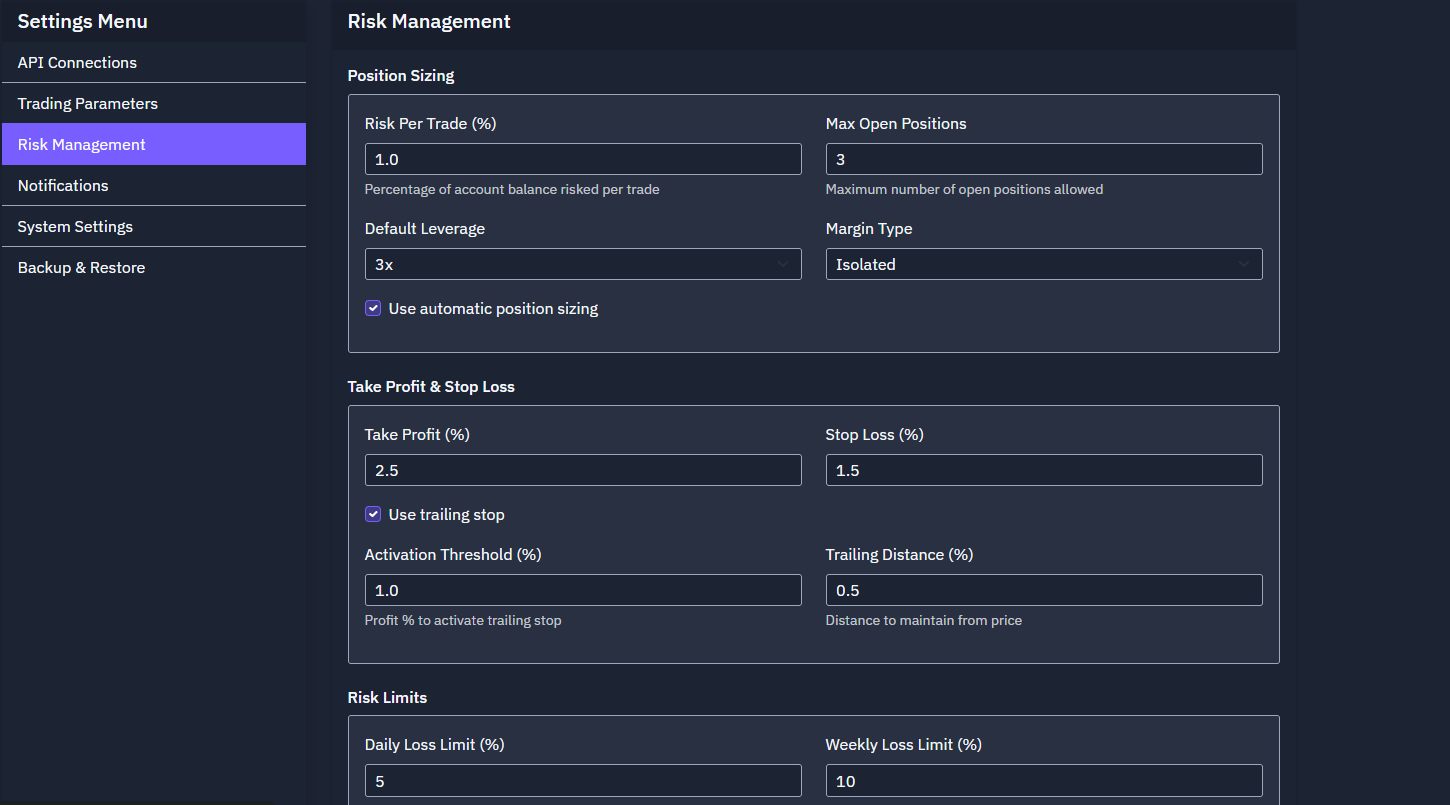 Settings Menu
API Connections
Trading Parameters
Risk Management
Notifications
System Settings
Backup & Restore
Risk Management
Position Sizing
Risk Per Trade (%)
Max Open Positions
1.0
3
Percentage of account balance risked per trade
Maximum number of open positions allowed
Default Leverage
Margin Type
3x
Isolated
Use automatic position sizing
Take Profit & Stop Loss
Take Profit (%)
Stop Loss (%)
2.5
1.5
Use trailing stop
Activation Threshold (%)
Trailing Distance (%)
1.0
0.5
Profit % to activate trailing stop
Distance to maintain from price
Risk Limits
Daily Loss Limit (%)
Weekly Loss Limit (%)
5
10